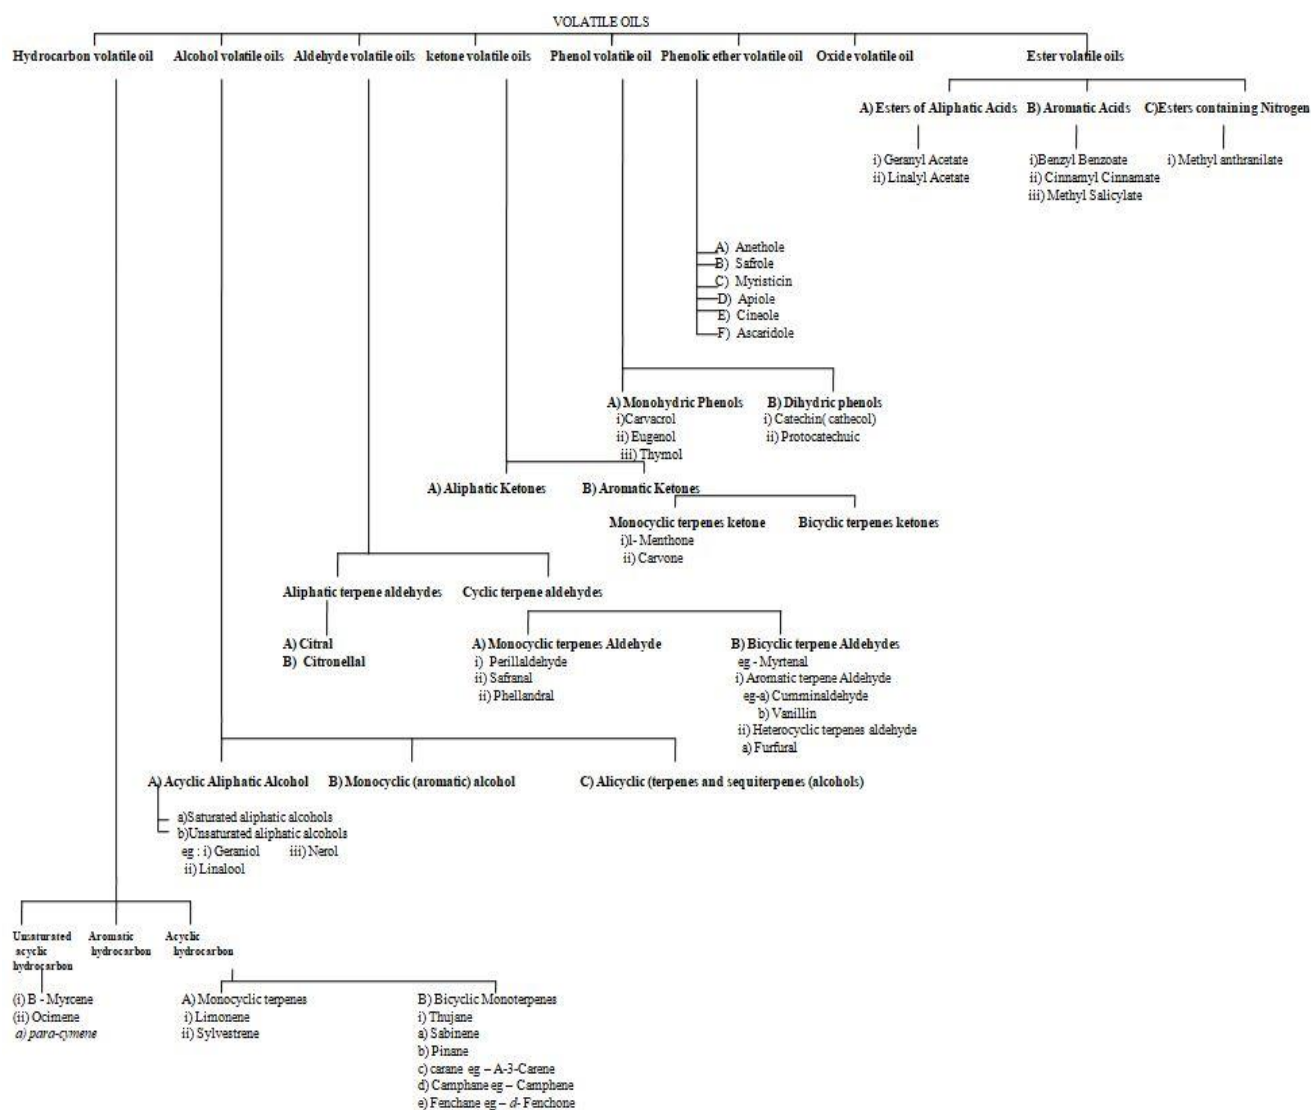 VOLATILE OILS
Hydrocarbon volatile oil
Alcohol volatile oils
Aldehyde volatile oils
ketone volatile oils
Phenol volatile oil
Phenolic ether volatile oil
Oxide volatile oil
Ester volatile oils
A) Esters of Aliphatic Acids
B) Aromatic Acids
C)Esters containing Nitrogen
i) Geranyl Acetate
ii) Linalyl Acetate
i)Benzyl Benzoate
ii) Cinnamyl Cinnamate
iii) Methyl Salicylate
i) Methyl anthranilate
A) Anethole
B) Safrole
C) Myristicin
D) Apiole
E) Cineole
F) Ascaridole
A) Monohydric Phenols
i)Carvacrol
ii) Eugenol
iii) Thymol
B) Dihydric phenols
i) Catechin( cathecol)
ii) Protocatechuic
A) Aliphatic Ketones
B) Aromatic Ketones
Monocyclic terpenes ketone
i)l- Menthone
ii) Carvone
Bicyclic terpenes ketones
Aliphatic terpene aldehydes
Cyclic terpene aldehydes
A) Citral
B) Citronellal
A) Monocyclic terpenes Aldehyde
i) Perillaldehyde
ii) Safranal
ii) Phellandral
B) Bicyclic terpene Aldehydes
eg - Myrtenal
i) Aromatic terpene Aldehyde
eg-a) Cumminaldehyde
b) Vanillin
ii) Heterocyclic terpenes aldehyde
a) Furfural
A) Acyclic Aliphatic Alcohol
B) Monocyclic (aromatic) alcohol
C) Alicyclic (terpenes and sequiterpenes (alcohols)
a)Saturated aliphatic alcohols
b)Unsaturated aliphatic alcohols
eg : i) Geraniol iii) Nerol
ii) Linalool
Unsaturated
acyclic
hydrocarbon
Aromatic
hydrocarbon
Acyclic
hydrocarbon
(i) B - Myrcene
(ii) Ocimene
a) para-cymene
A) Monocyclic terpenes
i) Limonene
ii) Sylvestrene
B) Bicyclic Monoterpenes
i) Thujane
a) Sabinene
b) Pinane
c) carane eg – A-3-Carene
d) Camphane eg – Camphene
e) Fenchane eg – d- Fenchone